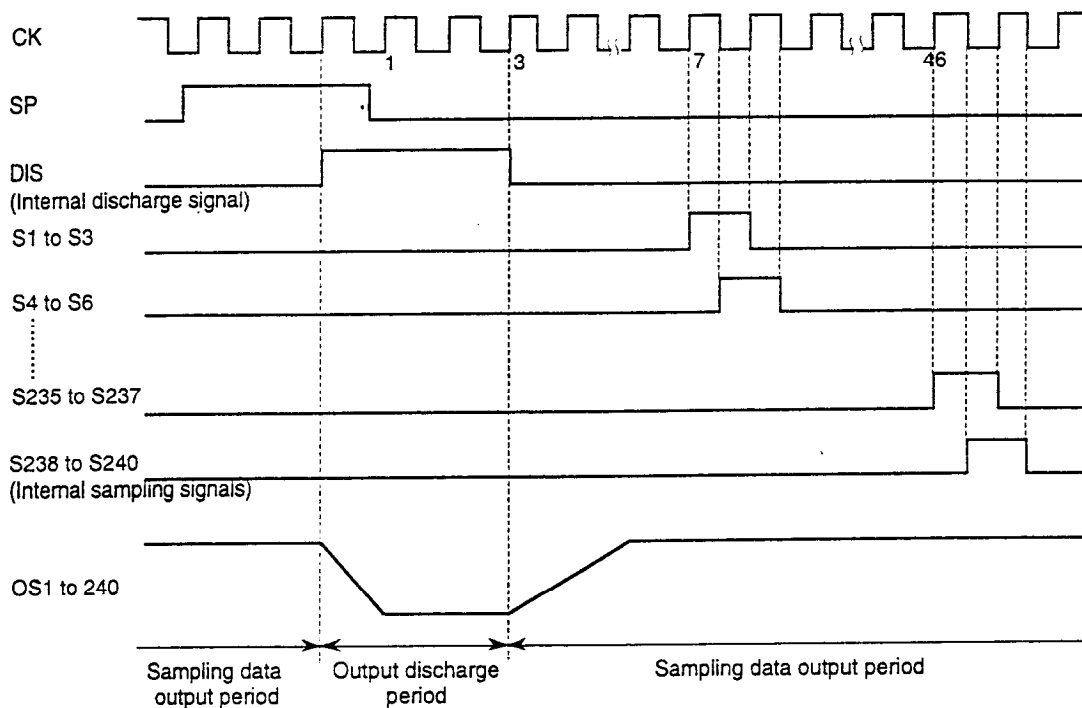 CK
1
3
7
46
SP
DIS
(Internal discharge signal)
S1 to S3
S4 to S6
S235 to S237
S238 to S240
(Internal sampling signals)
OS1 to 240
Sampling data
output period
Output discharge
period
Sampling data output period